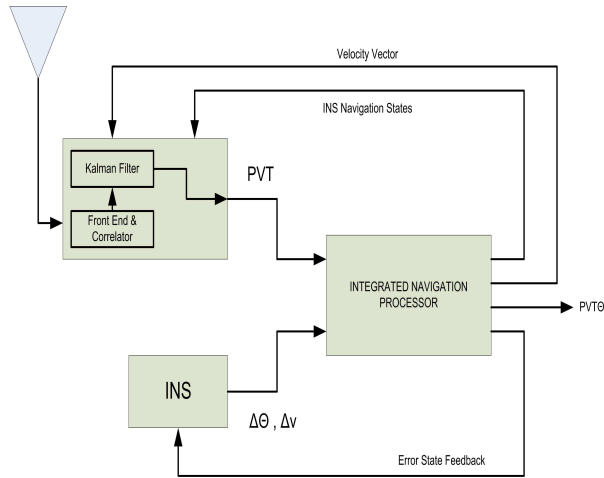 Velocity Vector
INS Navigation States
Kalman Filter
PVT
Front End &
Correlator
INTEGRATED NAVIGATION
PROCESSOR
PVTΘ
INS
ΔΘ , Δv
Error State Feedback